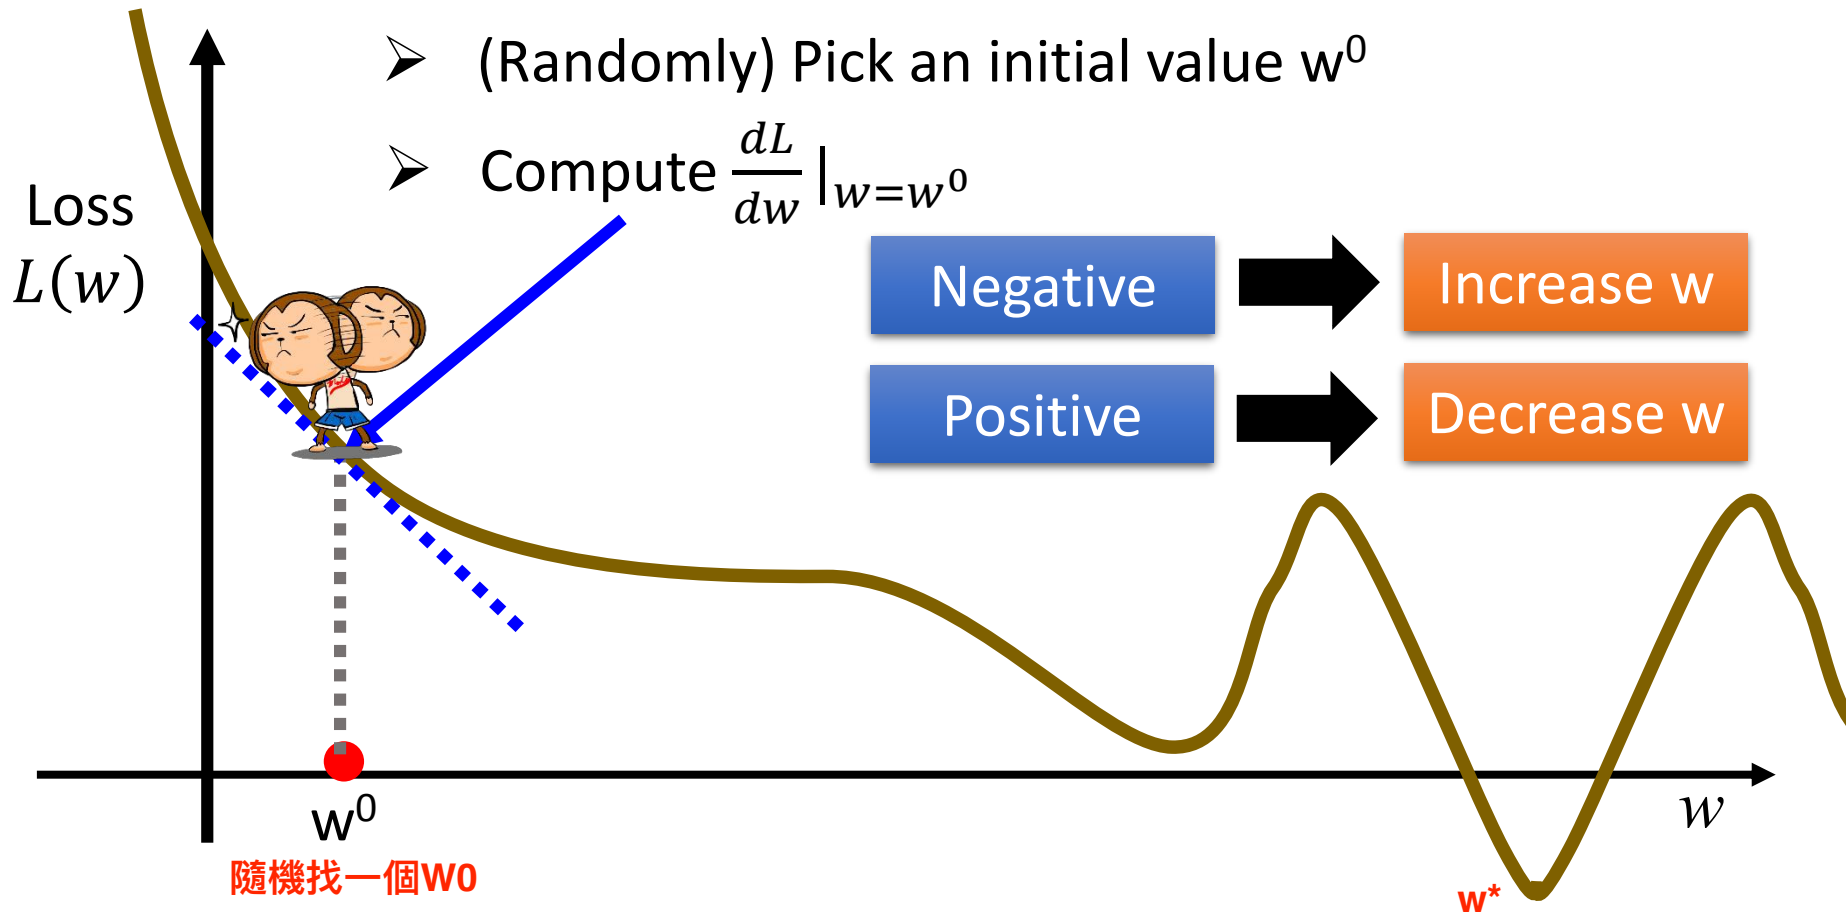 (Randomly) Pick an initial value w⁰
Compute dL/dw |w=w⁰
Loss
L(w)
Negative
Increase w
Positive
Decrease w
w⁰
w
隨機找一個W0
w*